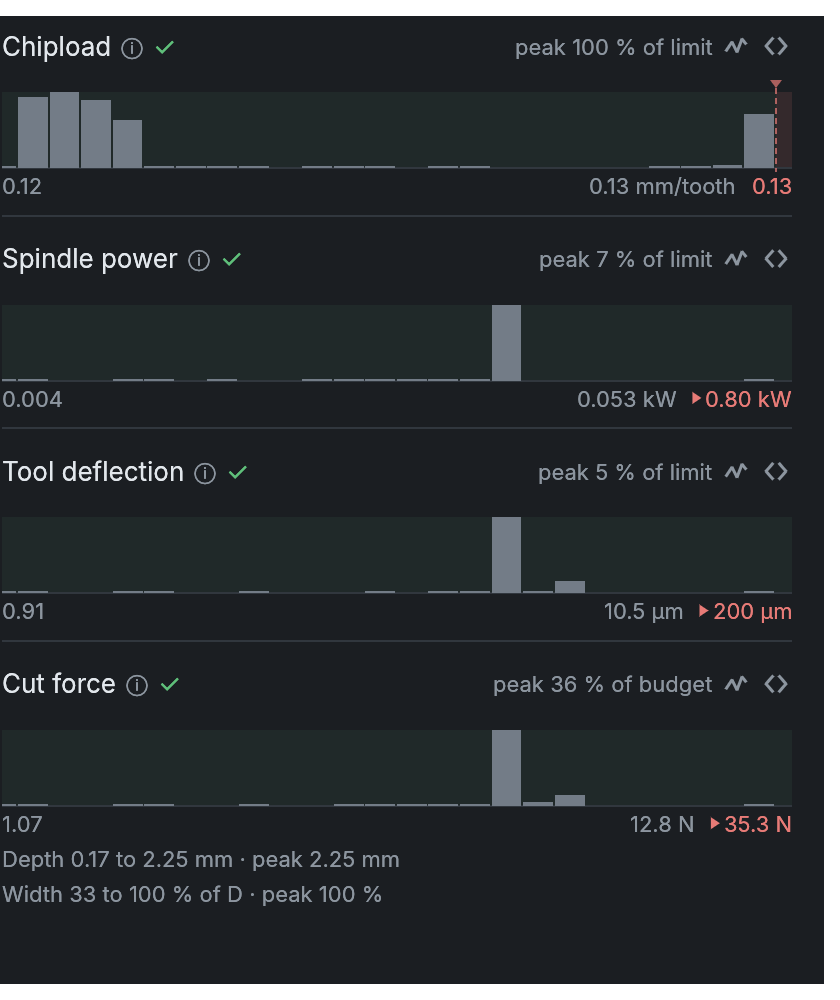 Chipload
peak 100 % of limit
0.12
0.13 mm/tooth 0.13
Spindle power
peak 7 % of limit
0.004
0.053 kW 0.80 kW
Tool deflection
peak 5 % of limit
0.91
10.5 µm 200 µm
Cut force
peak 36 % of budget
1.07
12.8 N 35.3 N
Depth 0.17 to 2.25 mm · peak 2.25 mm
Width 33 to 100 % of D · peak 100 %